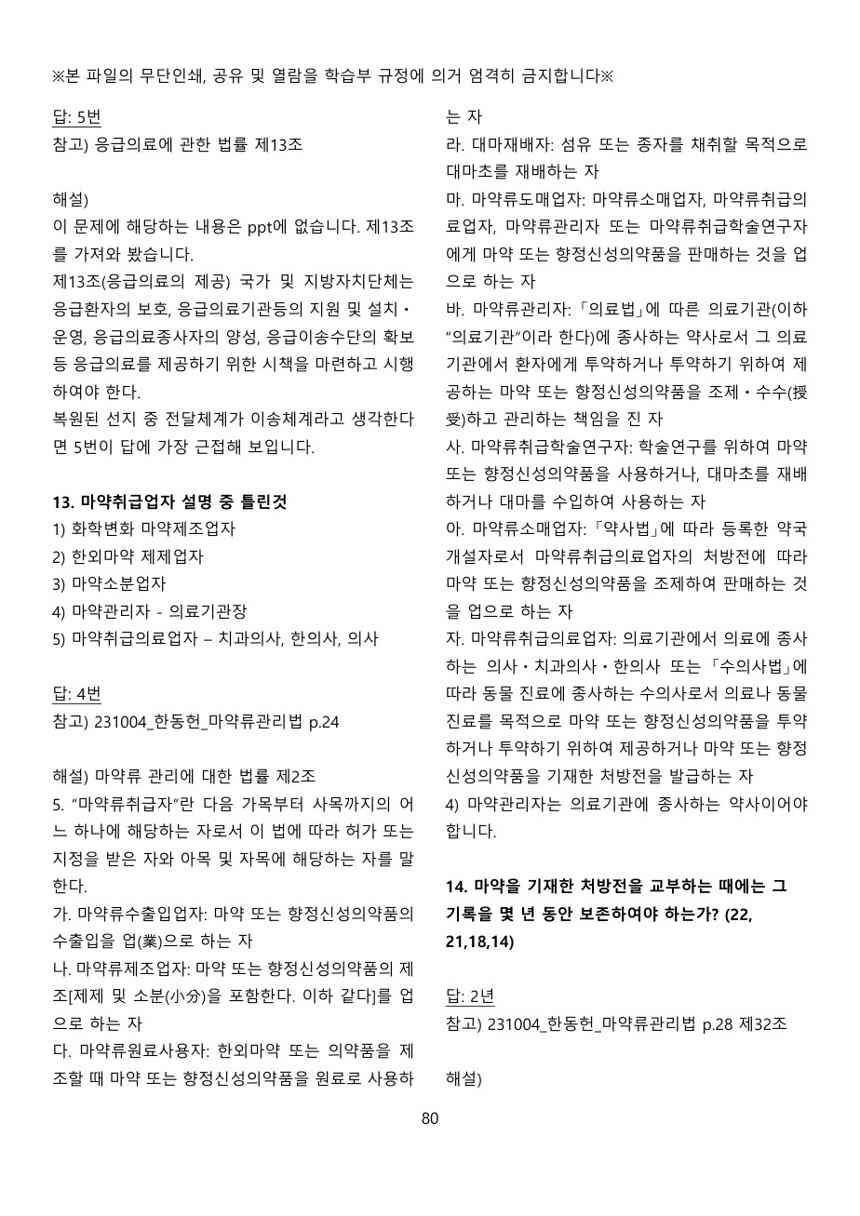 ※본 파일의 무단인쇄, 공유 및 열람을 학습부 규정에 의거 엄격히 금지합니다※
답: 5번
참고) 응급의료에 관한 법률 제13조
해설)
이 문제에 해당하는 내용은 ppt에 없습니다. 제13조
를 가져와 봤습니다.
제13조(응급의료의 제공) 국가 및 지방자치단체는
응급환자의 보호, 응급의료기관등의 지원 및 설치・
운영, 응급의료종사자의 양성, 응급이송수단의 확보
등 응급의료를 제공하기 위한 시책을 마련하고 시행
하여야 한다.
복원된 선지 중 전달체계가 이송체계라고 생각한다
면 5번이 답에 가장 근접해 보입니다.
13. 마약취급업자 설명 중 틀린것
1) 화학변화 마약제조업자
2) 한외마약 제제업자
3) 마약소분업자
4) 마약관리자 - 의료기관장
5) 마약취급의료업자 – 치과의사, 한의사, 의사
답: 4번
참고) 231004_한동헌_마약류관리법 p.24
해설) 마약류 관리에 대한 법률 제2조
5. “마약류취급자”란 다음 가목부터 사목까지의 어
느 하나에 해당하는 자로서 이 법에 따라 허가 또는
지정을 받은 자와 아목 및 자목에 해당하는 자를 말
한다.
가. 마약류수출입업자: 마약 또는 향정신성의약품의
수출입을 업(業)으로 하는 자
나. 마약류제조업자: 마약 또는 향정신성의약품의 제
조[제제 및 소분(小分)을 포함한다. 이하 같다]를 업
으로 하는 자
다. 마약류원료사용자: 한외마약 또는 의약품을 제
조할 때 마약 또는 향정신성의약품을 원료로 사용하
는 자
라. 대마재배자: 섬유 또는 종자를 채취할 목적으로
대마초를 재배하는 자
마. 마약류도매업자: 마약류소매업자, 마약류취급의
료업자, 마약류관리자 또는 마약류취급학술연구자
에게 마약 또는 향정신성의약품을 판매하는 것을 업
으로 하는 자
바. 마약류관리자: 「의료법」에 따른 의료기관(이하
“의료기관”이라 한다)에 종사하는 약사로서 그 의료
기관에서 환자에게 투약하거나 투약하기 위하여 제
공하는 마약 또는 향정신성의약품을 조제・수수(授
受)하고 관리하는 책임을 진 자
사. 마약류취급학술연구자: 학술연구를 위하여 마약
또는 향정신성의약품을 사용하거나, 대마초를 재배
하거나 대마를 수입하여 사용하는 자
아. 마약류소매업자: 「약사법」에 따라 등록한 약국
개설자로서 마약류취급의료업자의 처방전에 따라
마약 또는 향정신성의약품을 조제하여 판매하는 것
을 업으로 하는 자
자. 마약류취급의료업자: 의료기관에서 의료에 종사
하는 의사・치과의사・한의사 또는 「수의사법」에
따라 동물 진료에 종사하는 수의사로서 의료나 동물
진료를 목적으로 마약 또는 향정신성의약품을 투약
하거나 투약하기 위하여 제공하거나 마약 또는 향정
신성의약품을 기재한 처방전을 발급하는 자
4) 마약관리자는 의료기관에 종사하는 약사이어야
합니다.
14. 마약을 기재한 처방전을 교부하는 때에는 그
기록을 몇 년 동안 보존하여야 하는가? (22,
21,18,14)
답: 2년
참고) 231004_한동헌_마약류관리법 p.28 제32조
해설)
80